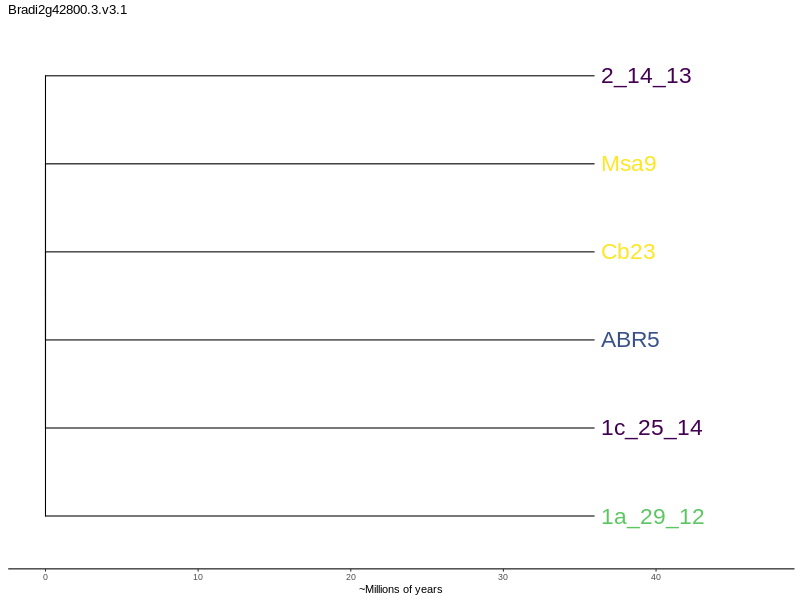 Bradi2g42800.3.v3.1
2_14_13
Msa9
Cb23
ABR5
1c_25_14
1a_29_12
0 10 20 30 40
~Millions of years